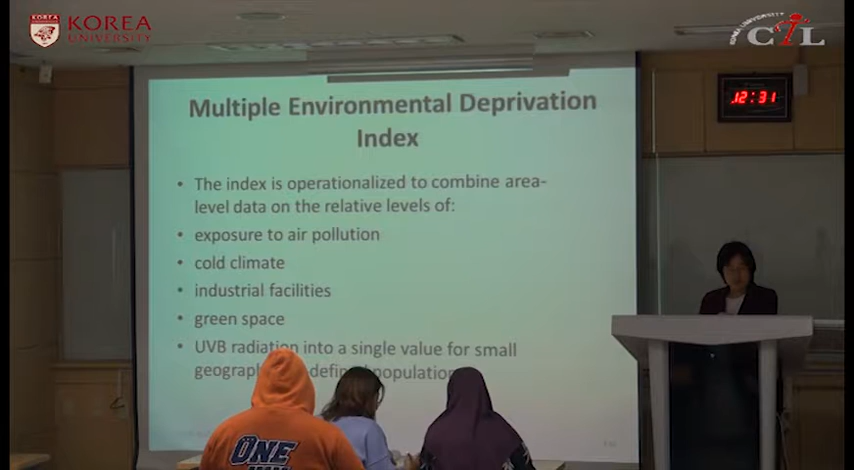 KOREA
UNIVERSITY
CTL
12:31
Multiple Environmental Deprivation
Index
• The index is operationalized to combine area-
level data on the relative levels of:
• exposure to air pollution
• cold climate
• industrial facilities
• green space
• UVB radiation into a single value for small
populations
ONE